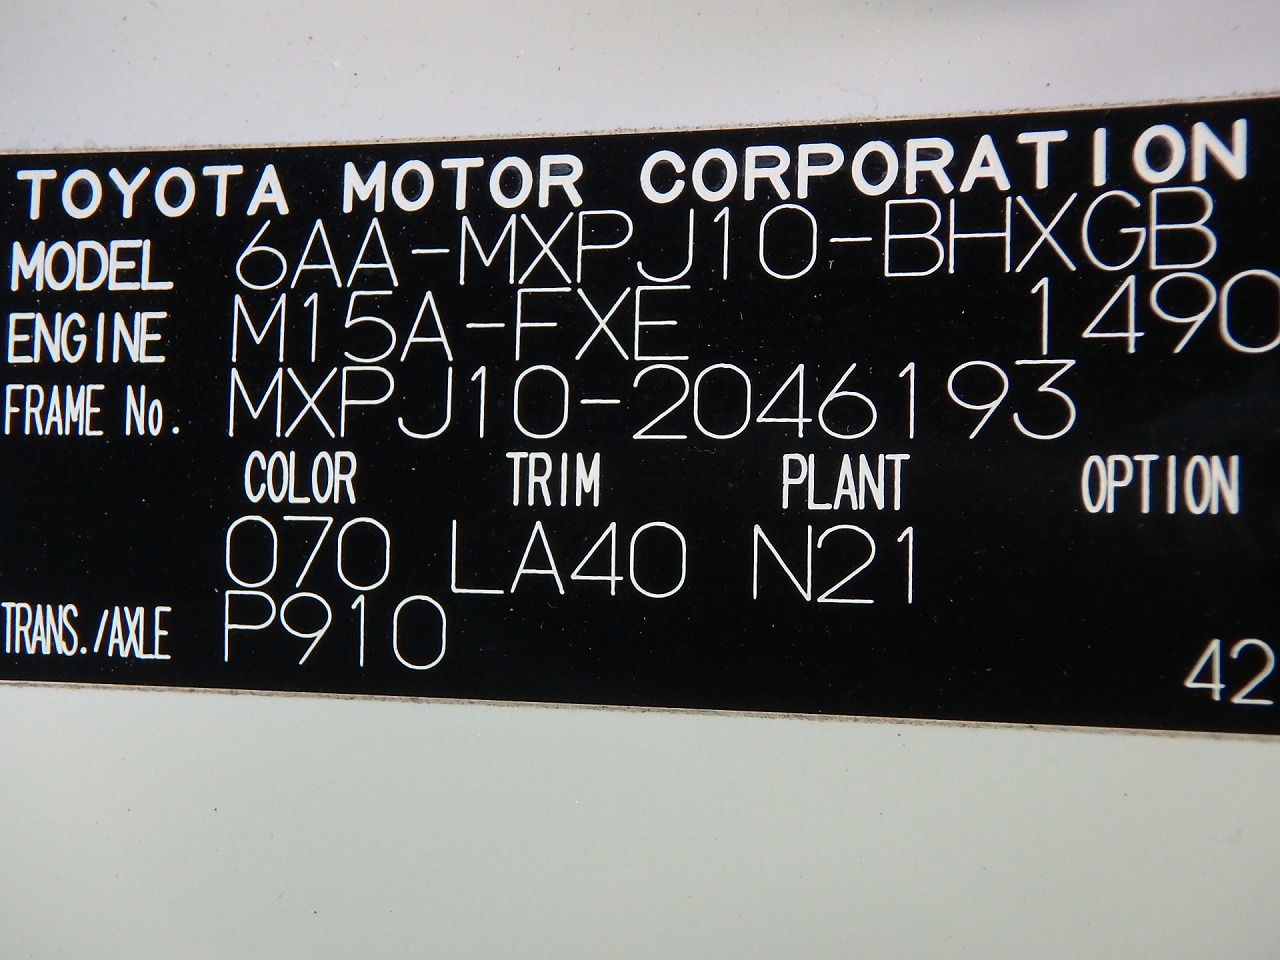 TOYOTA MOTOR CORPORATION
MODEL 6AA-MXPJ10-BHXGB
ENGINE M15A-FXE 1490
FRAME No. MXPJ10-2046193
COLOR TRIM PLANT OPTION
070 LA40 N21
TRANS./AXLE P910
42